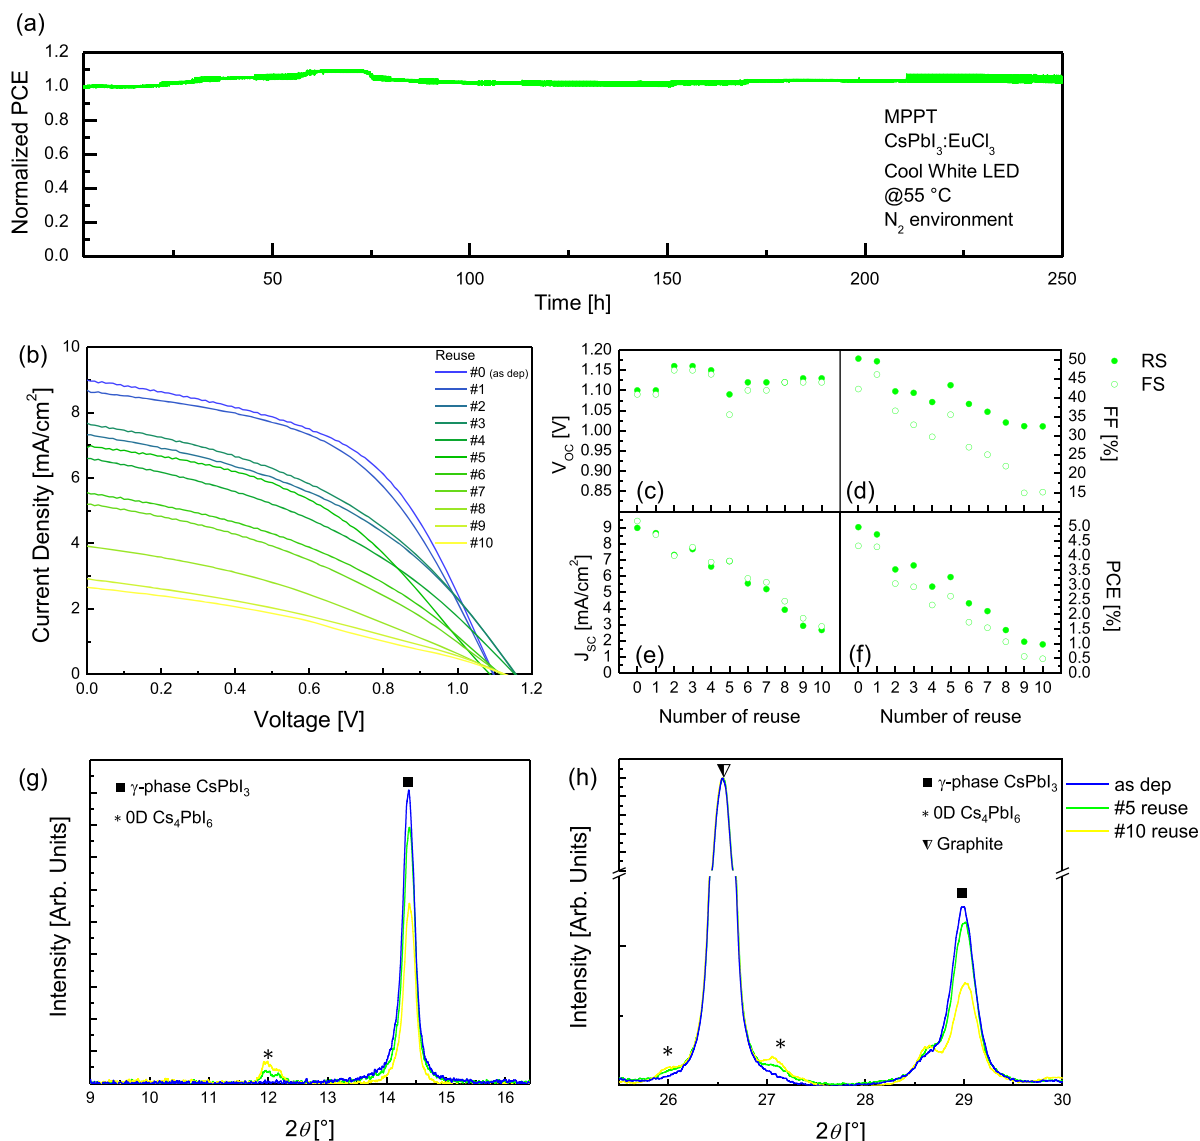 (a)
Normalized PCE
1.2
1.0
0.8
0.6
0.4
0.2
0.0
50
100
150
200
250
Time [h]
MPPT
CsPbI3:EuCl3
Cool White LED
@55 °C
N2 environment
(b)
Current Density [mA/cm²]
10
8
6
4
2
0
0.0
0.2
0.4
0.6
0.8
1.0
1.2
Voltage [V]
Reuse
#0 (as dep)
#1
#2
#3
#4
#5
#6
#7
#8
#9
#10
VOC [V]
1.20
1.15
1.10
1.05
1.00
0.95
0.90
0.85
(c)
(d)
50
45
40
35
30
25
20
15
FF [%]
RS
FS
JSC [mA/cm²]
9
8
7
6
5
4
3
2
1
0
(e)
(f)
5.0
4.5
4.0
3.5
3.0
2.5
2.0
1.5
1.0
0.5
0.0
PCE [%]
0 1 2 3 4 5 6 7 8 9 10
0 1 2 3 4 5 6 7 8 9 10
Number of reuse
Number of reuse
(g)
Intensity [Arb. Units]
γ-phase CsPbI3
* 0D Cs4PbI6
*
9
10
11
12
13
14
15
16
2θ [°]
(h)
Intensity [Arb. Units]
γ-phase CsPbI3
* 0D Cs4PbI6
Graphite
*
*
as dep
#5 reuse
#10 reuse
26
27
28
29
30
2θ [°]